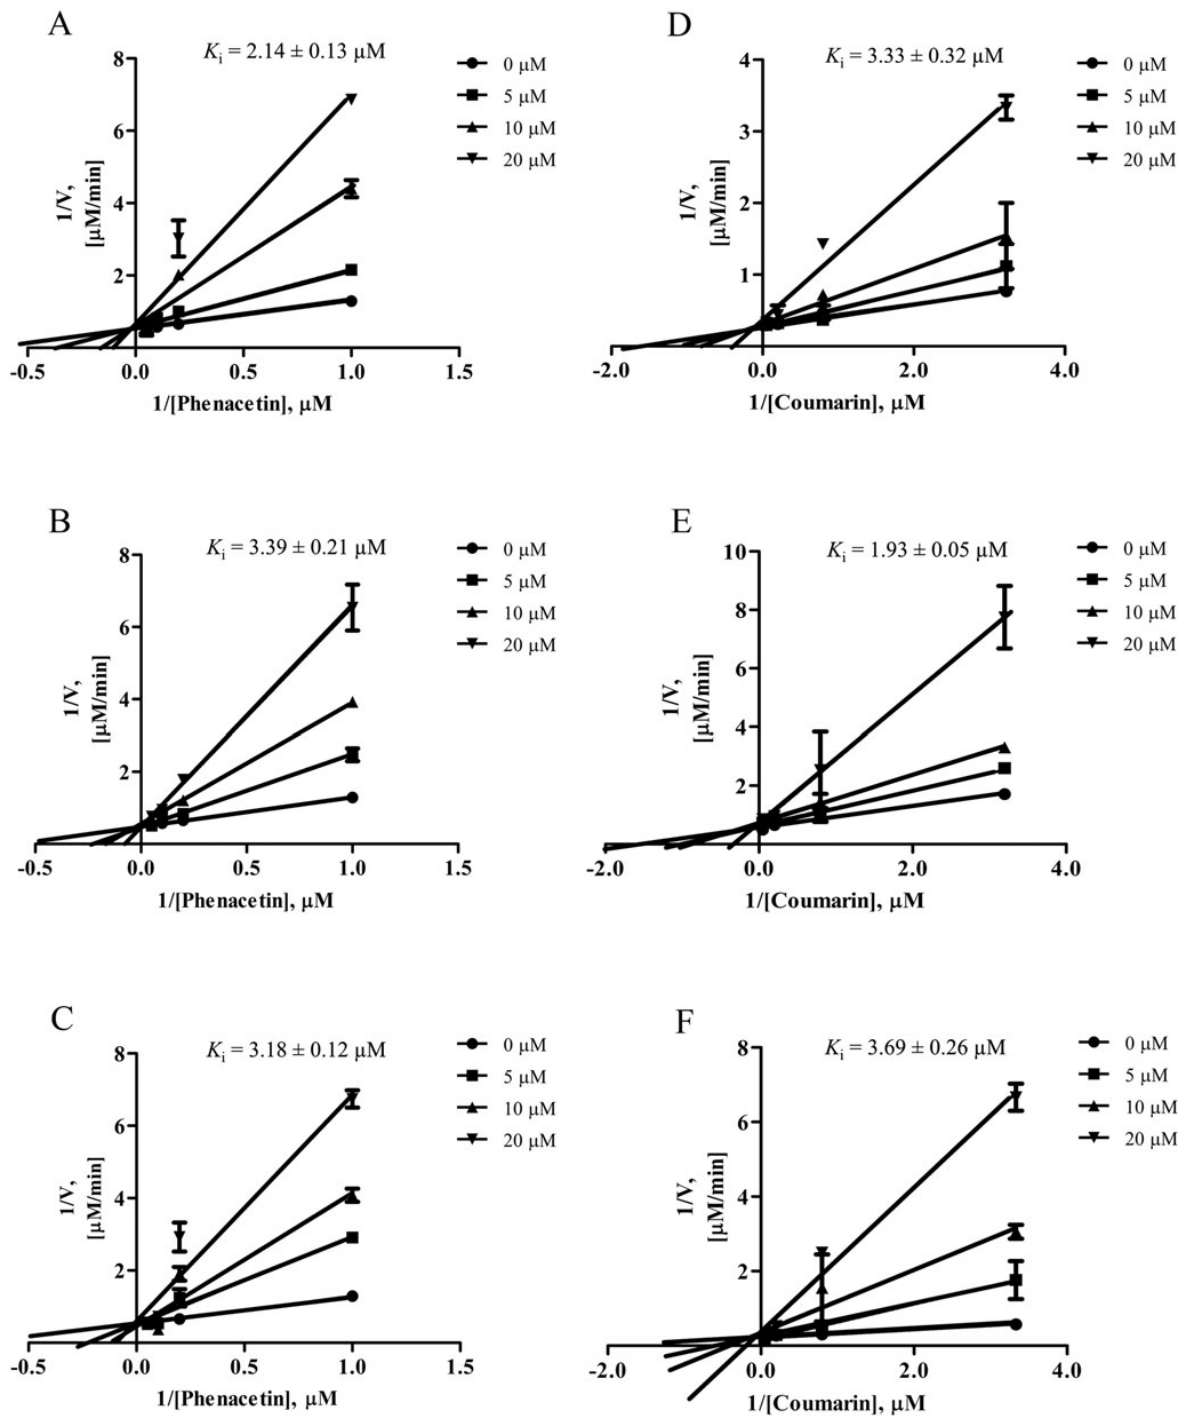 A
Kᵢ = 2.14 ± 0.13 μM
0 μM
5 μM
10 μM
20 μM
8
6
4
2
1/V,
[μM/min]
-0.5 0.0 0.5 1.0 1.5
1/[Phenacetin], μM
D
Kᵢ = 3.33 ± 0.32 μM
0 μM
5 μM
10 μM
20 μM
4
3
2
1
1/V,
[μM/min]
-2.0 0.0 2.0 4.0
1/[Coumarin], μM
B
Kᵢ = 3.39 ± 0.21 μM
0 μM
5 μM
10 μM
20 μM
8
6
4
2
1/V,
[μM/min]
-0.5 0.0 0.5 1.0 1.5
1/[Phenacetin], μM
E
Kᵢ = 1.93 ± 0.05 μM
0 μM
5 μM
10 μM
20 μM
10
8
6
4
2
1/V,
[μM/min]
-2.0 0.0 2.0 4.0
1/[Coumarin], μM
C
Kᵢ = 3.18 ± 0.12 μM
0 μM
5 μM
10 μM
20 μM
8
6
4
2
1/V,
[μM/min]
-0.5 0.0 0.5 1.0 1.5
1/[Phenacetin], μM
F
Kᵢ = 3.69 ± 0.26 μM
0 μM
5 μM
10 μM
20 μM
8
6
4
2
1/V,
[μM/min]
-2.0 0.0 2.0 4.0
1/[Coumarin], μM